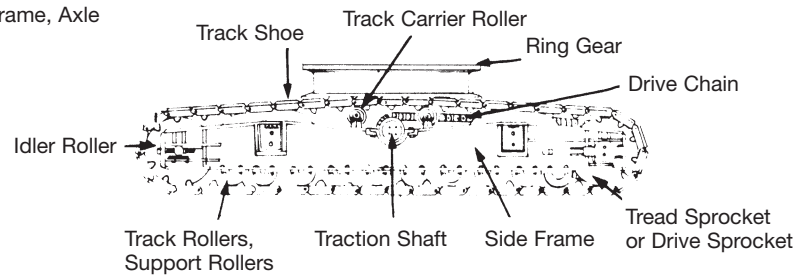 rame, Axle
Track Carrier Roller
Track Shoe
Ring Gear
Drive Chain
Idler Roller
Track Rollers,
Support Rollers
Traction Shaft
Side Frame
Tread Sprocket
or Drive Sprocket